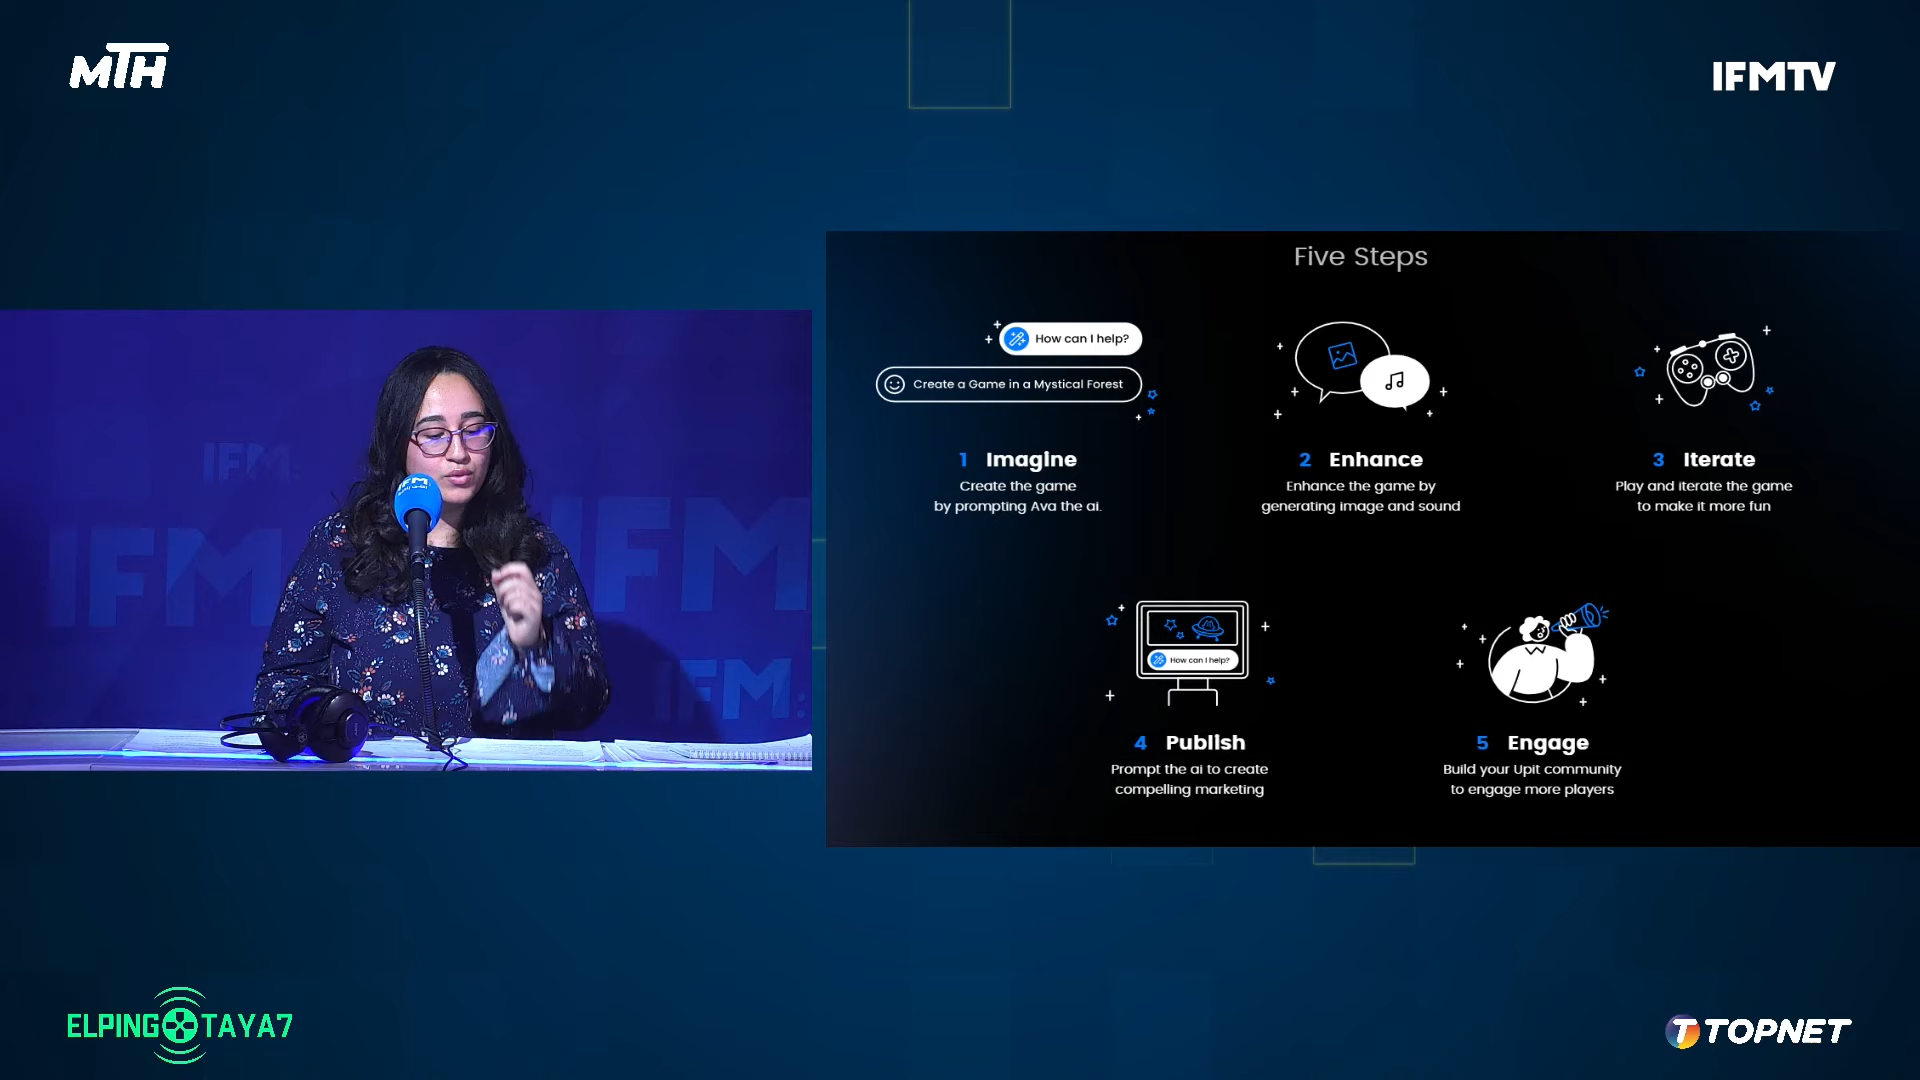 MTH
IFMTV
Five Steps
How can I help?
Create a Game in a Mystical Forest
1 Imagine
Create the game
by prompting Ava the ai.
2 Enhance
Enhance the game by
generating image and sound
3 Iterate
Play and iterate the game
to make it more fun
How can I help?
4 Publish
Prompt the ai to create
compelling marketing
5 Engage
Build your Upit community
to engage more players
IFM:
IFM
IFM
IFM:
IFM
ELPING TAYA7
TOPNET